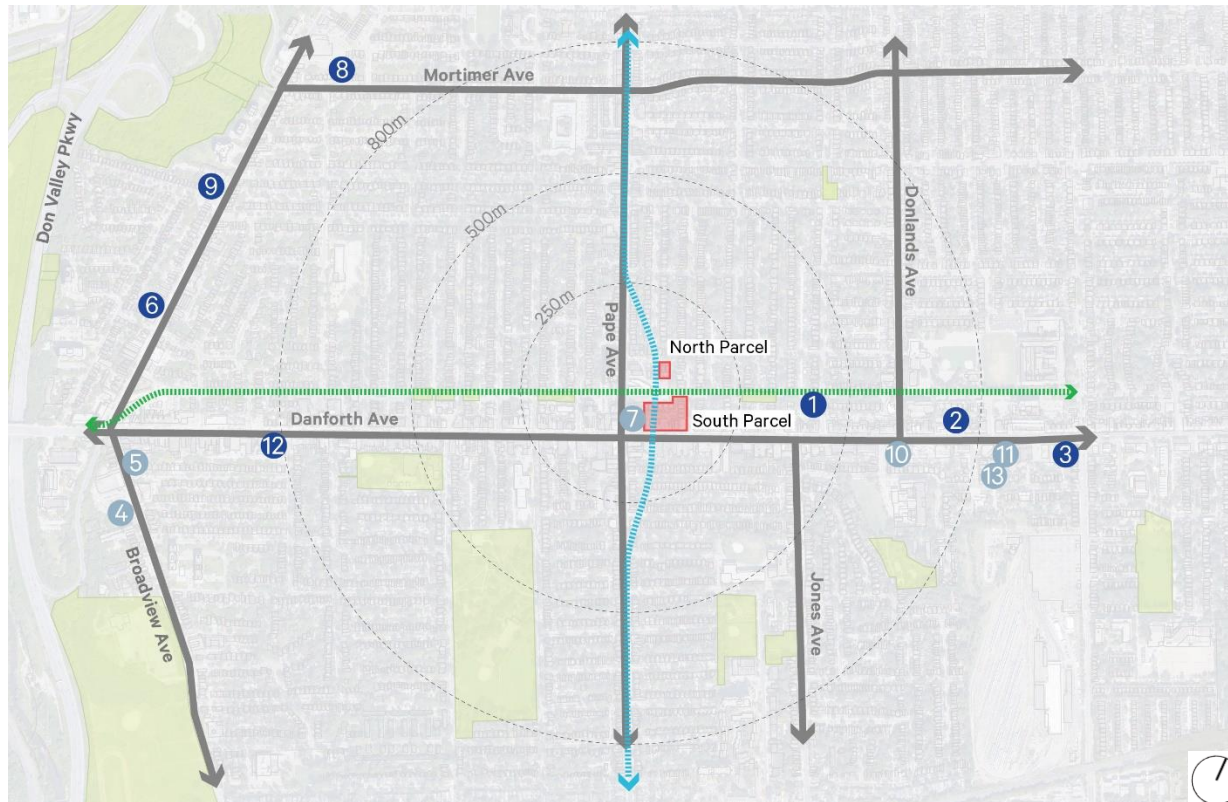 8
Mortimer Ave
Don Valley Pkwy
800m
9
500m
Donlands Ave
6
250m
Pape Ave
North Parcel
1
2
7
South Parcel
Danforth Ave
12
5
10
11
3
13
4
Broadview Ave
Jones Ave